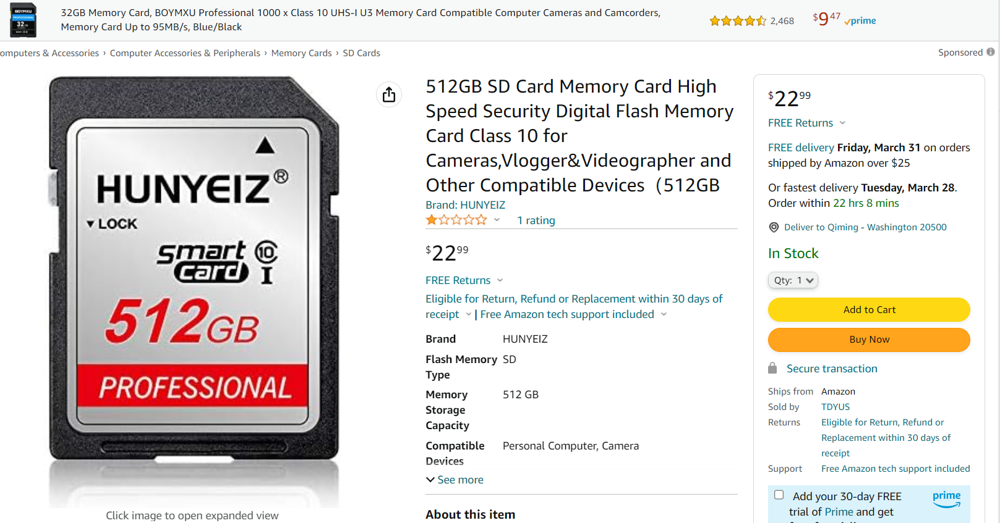 32GB Memory Card, BOYMXU Professional 1000 x Class 10 UHS-I U3 Memory Card Compatible Computer Cameras and Camcorders,
Memory Card Up to 95MB/s, Blue/Black
2,468
$9 47 prime
BOYMXU
PROFESSIONAL
32
omputers & Accessories › Computer Accessories & Peripherals › Memory Cards › SD Cards
Sponsored
HUNYEIZ®
LOCK
smart
card
10
I
512GB
PROFESSIONAL
Click image to open expanded view
512GB SD Card Memory Card High
Speed Security Digital Flash Memory
Card Class 10 for
Cameras,Vlogger&Videographer and
Other Compatible Devices（512GB
Brand: HUNYEIZ
1 rating
$22 99
FREE Returns
Eligible for Return, Refund or Replacement within 30 days of
receipt | Free Amazon tech support included
Brand HUNYEIZ
Flash Memory SD
Type
Memory 512 GB
Storage
Capacity
Compatible Personal Computer, Camera
Devices
See more
About this item
$22 99
FREE Returns
FREE delivery Friday, March 31 on orders
shipped by Amazon over $25
Or fastest delivery Tuesday, March 28.
Order within 22 hrs 8 mins
Deliver to Qiming - Washington 20500
In Stock
Qty: 1
Add to Cart
Buy Now
Secure transaction
Ships from Amazon
Sold by TDYUS
Returns Eligible for Return, Refund or
Replacement within 30 days of
receipt
Support Free Amazon tech support included
Add your 30-day FREE prime
trial of Prime and get